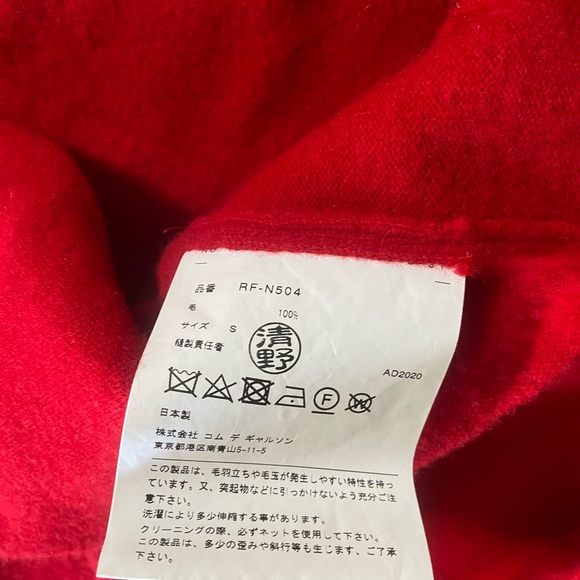 品番 RF-N504
毛 100%
サイズ S
縫製責任者 清野
AD2020
F
W
日本製
株式会社 コム デ ギャルソン
東京都港区南青山5-11-5
この製品は、毛羽立ちや毛玉が発生しやすい特性を持っ
ています。又、突起物などに引っかけないよう充分ご注
意下さい。
洗濯により多少伸縮する事があります。
クリーニングの際、必ずネットを使用して下さい。
この製品は、多少の歪みや斜行等も生じます、ご了承
下さい。